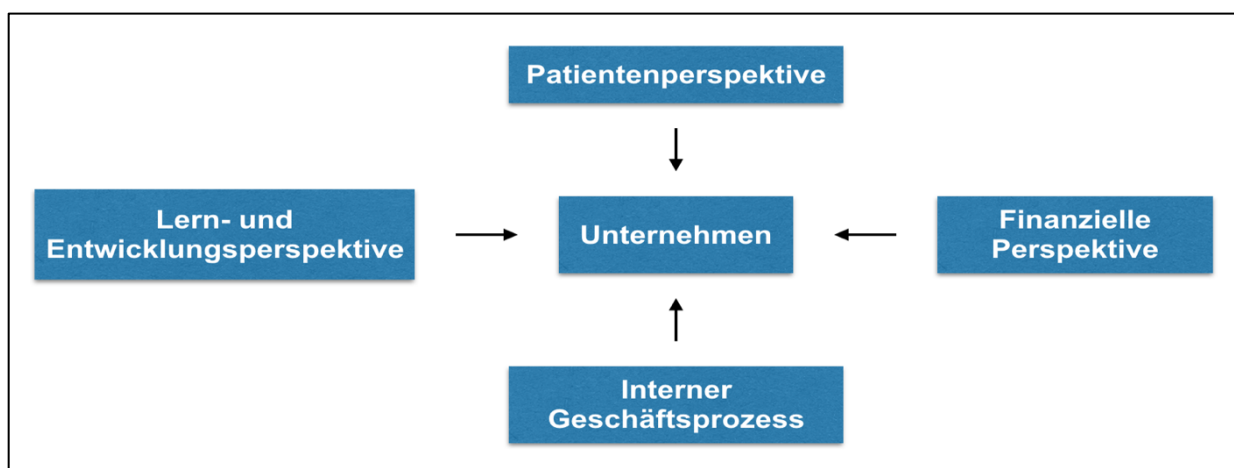 Patientenperspektive
Lern- und
Entwicklungsperspektive
Unternehmen
Finanzielle
Perspektive
Interner
Geschäftsprozess